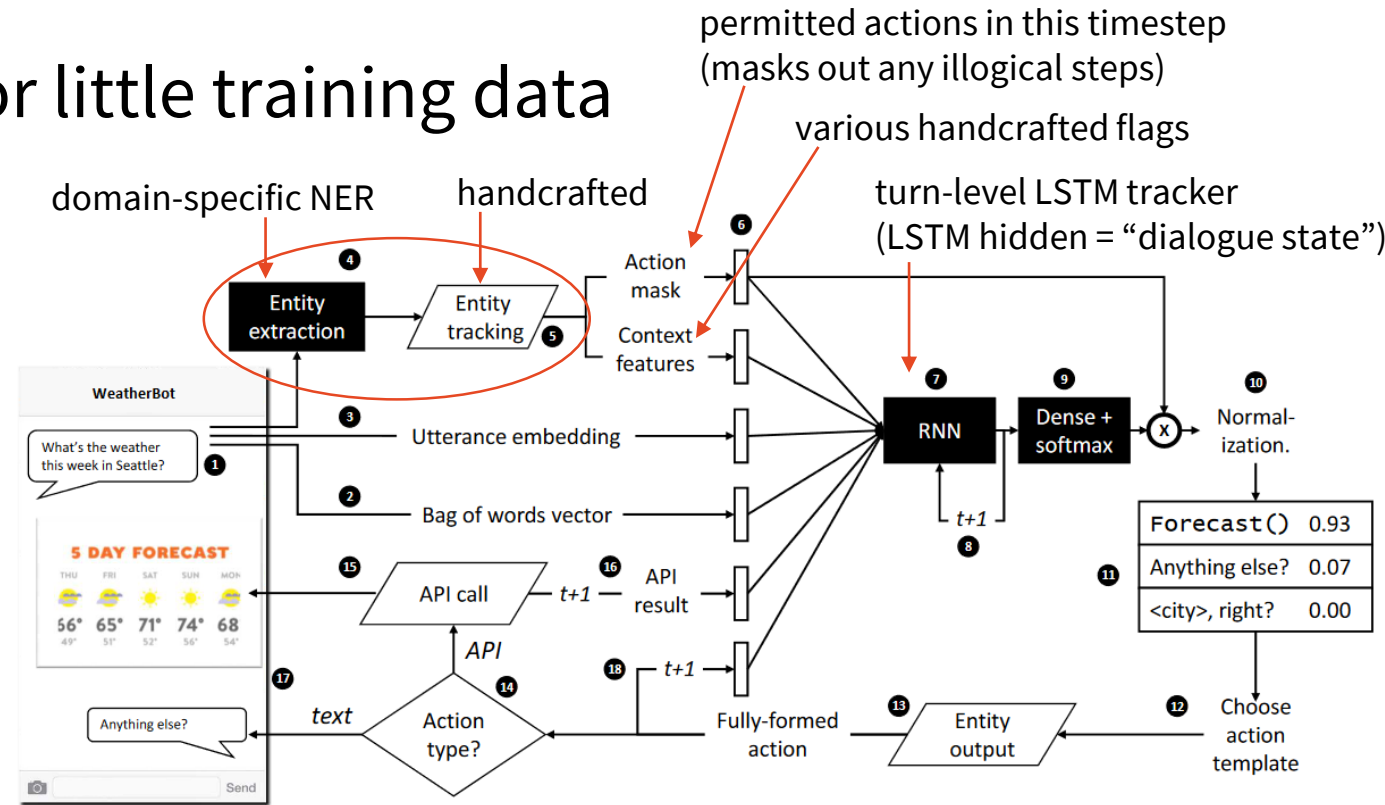 permitted actions in this timestep
(masks out any illogical steps)
or little training data
various handcrafted flags
domain-specific NER
handcrafted
turn-level LSTM tracker
(LSTM hidden = “dialogue state”)
6
4
Action
mask
Entity
extraction
Entity
tracking
5
Context
features
WeatherBot
7
9
10
3
Utterance embedding
RNN
Dense +
softmax
X
Normal-
ization.
What's the weather
this week in Seattle?
1
2
Bag of words vector
t+1
8
Forecast() 0.93
Anything else? 0.07
<city>, right? 0.00
11
5 DAY FORECAST
THU FRI SAT SUN MON
66° 65° 71° 74° 68
49° 51° 52° 56° 54°
15
API call
t+1
16
API
result
API
18
t+1
17
14
Anything else?
text
Action
type?
Fully-formed
action
13
Entity
output
12
Choose
action
template
Send